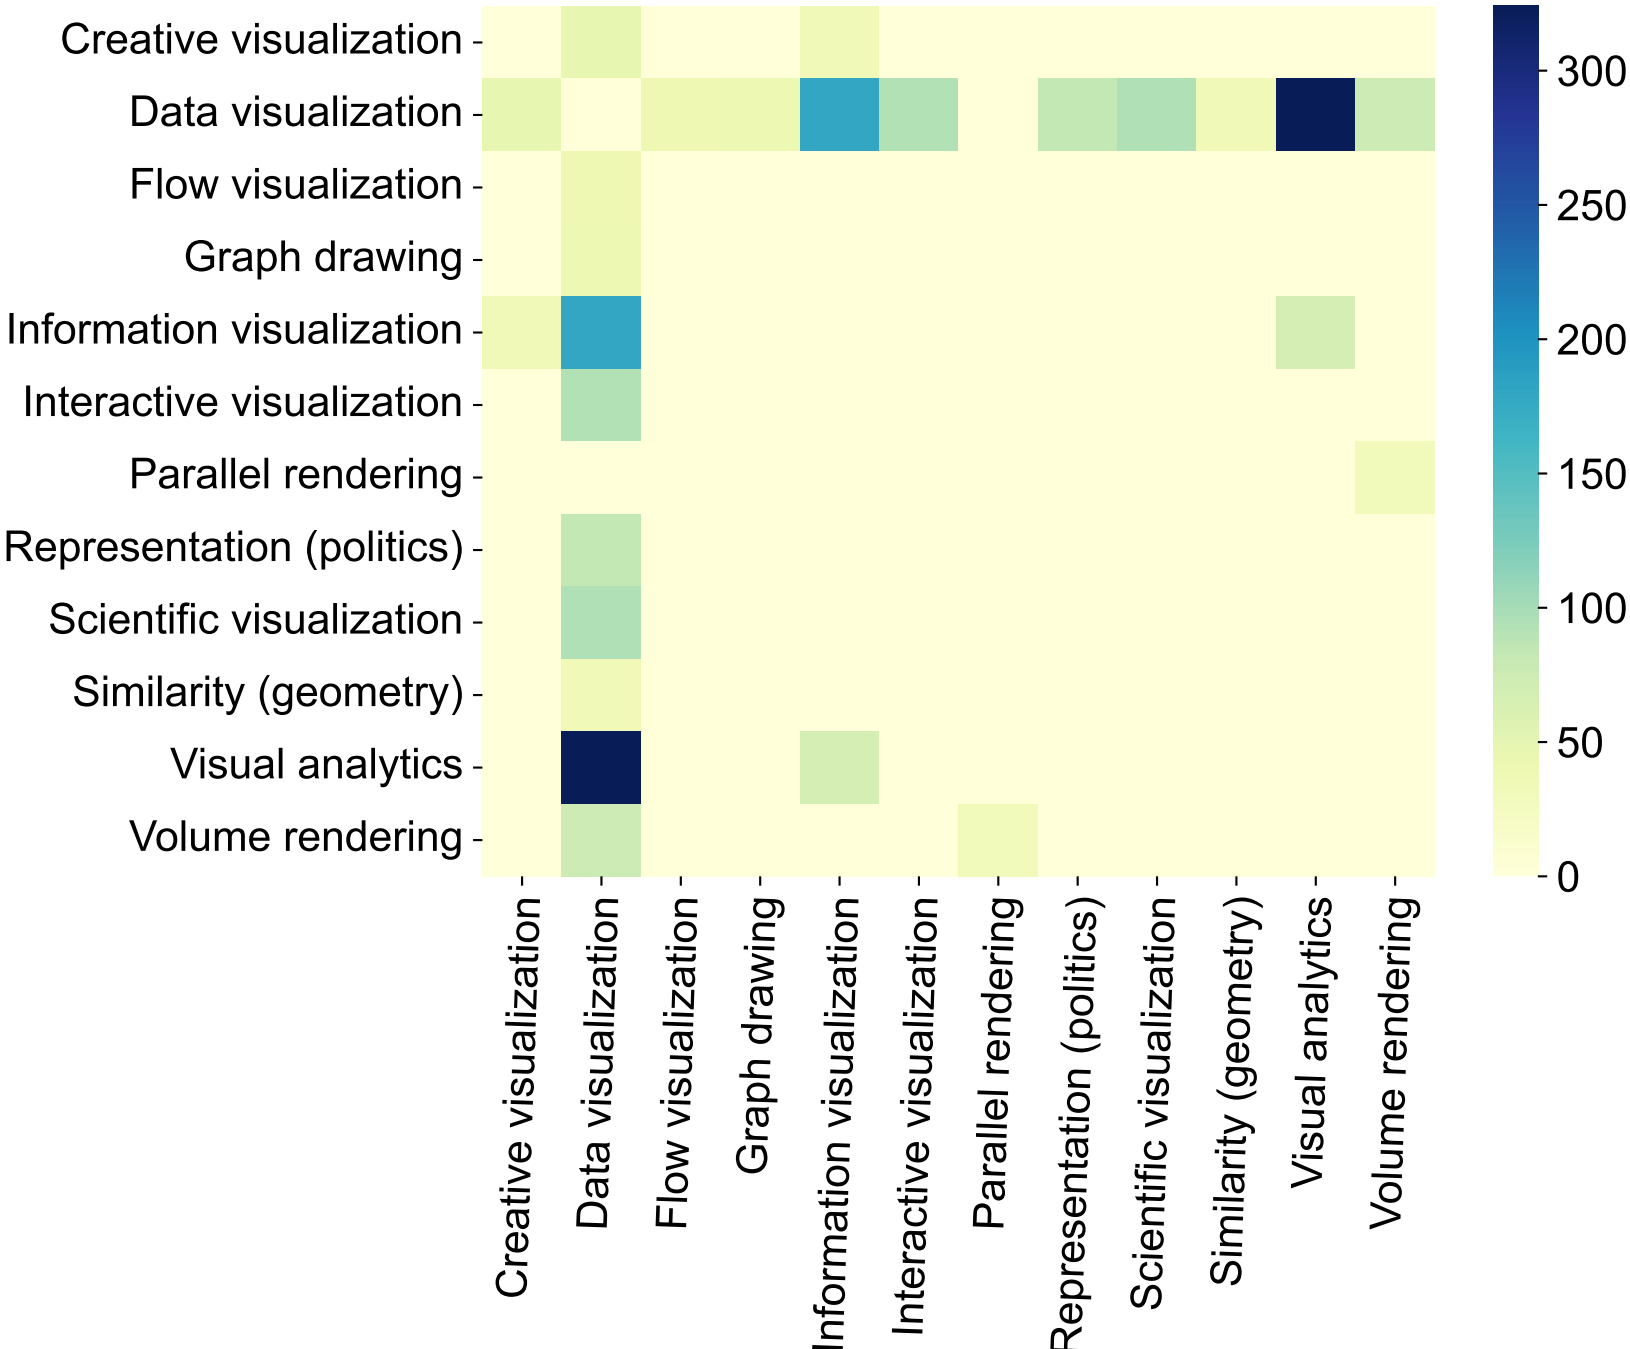 Creative visualization
Data visualization
Flow visualization
Graph drawing
Information visualization
Interactive visualization
Parallel rendering
Representation (politics)
Scientific visualization
Similarity (geometry)
Visual analytics
Volume rendering
Creative visualization
Data visualization
Flow visualization
Graph drawing
Information visualization
Interactive visualization
Parallel rendering
Representation (politics)
Scientific visualization
Similarity (geometry)
Visual analytics
Volume rendering
300
250
200
150
100
50
0